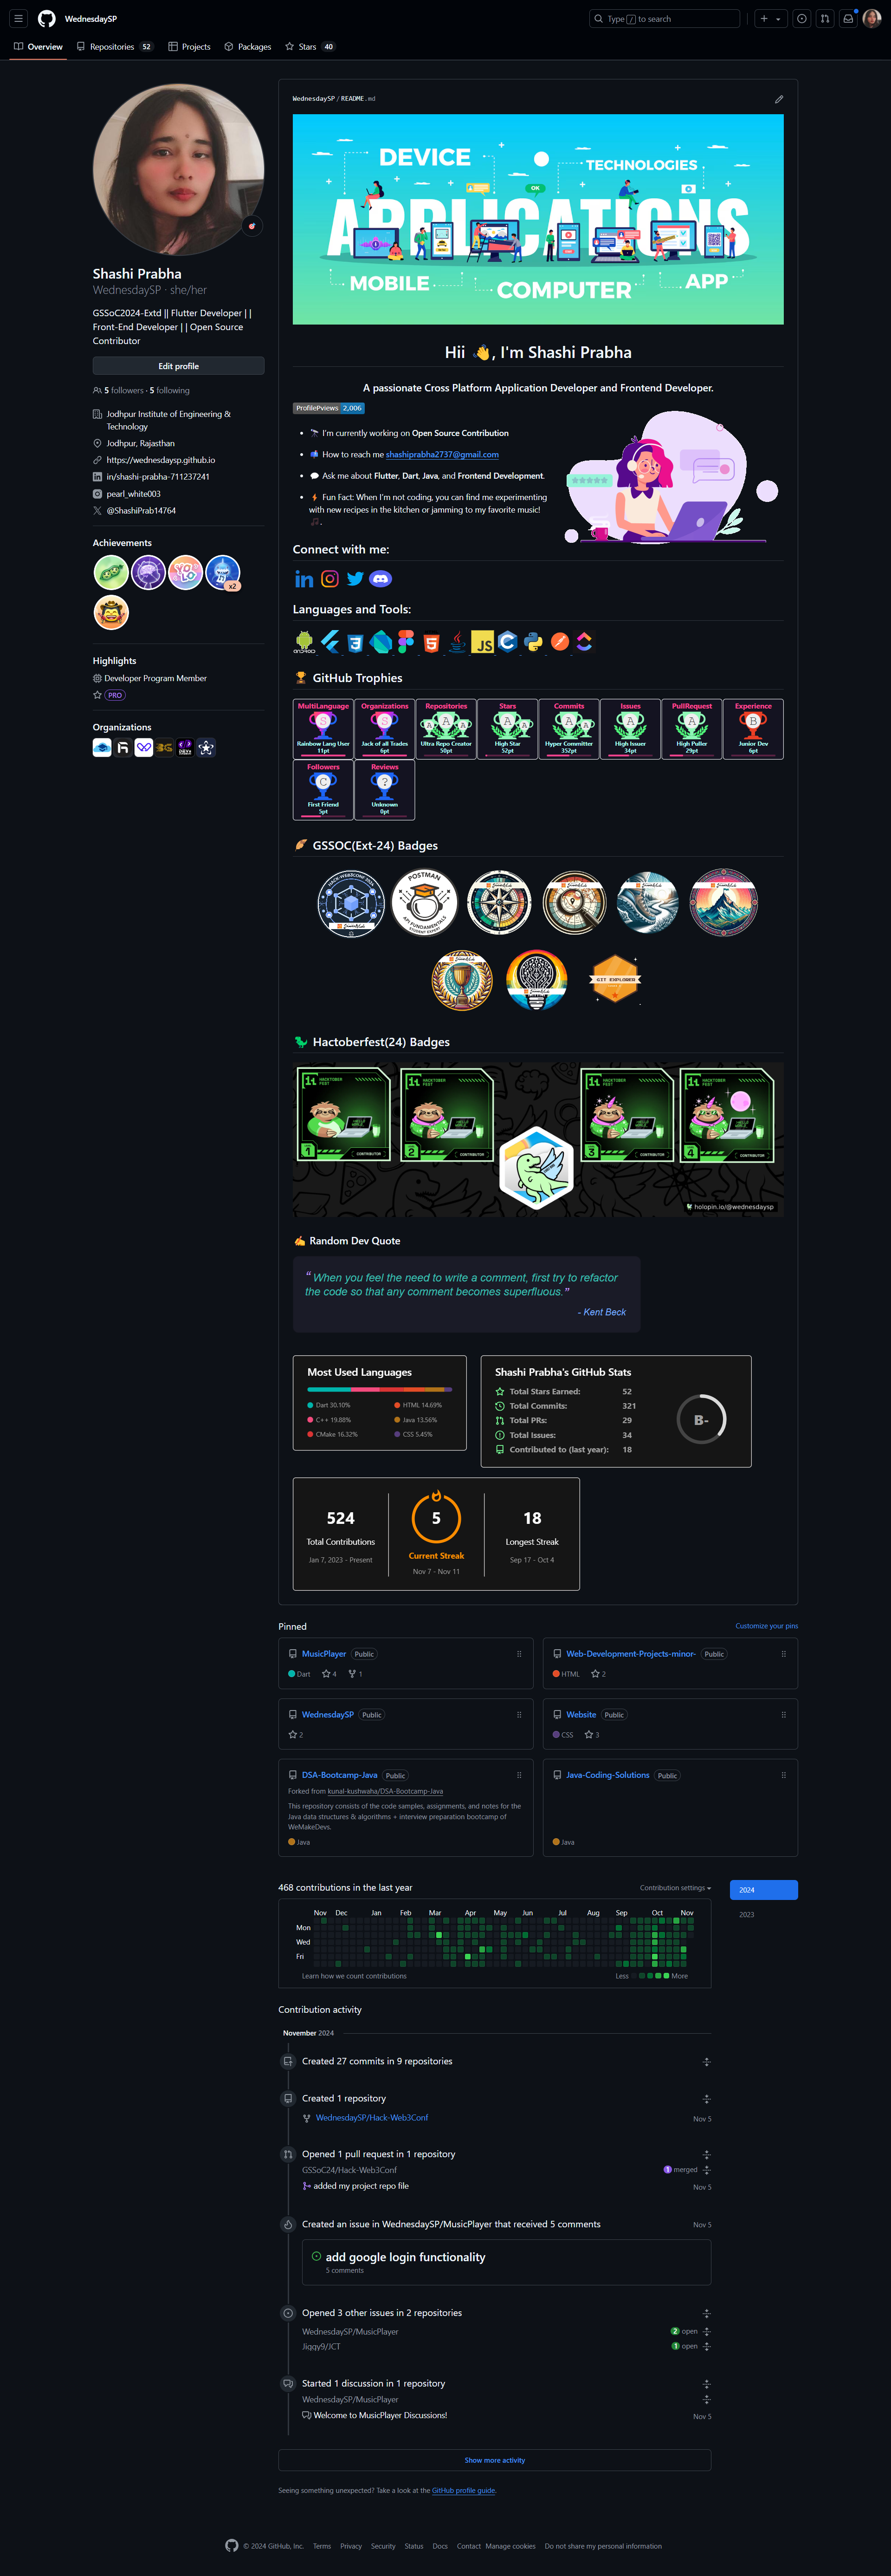 WednesdaySP
Type / to search
Overview
Repositories 52
Projects
Packages
Stars 40
Shashi Prabha
WednesdaySP · she/her
GSSoC2024-Extd || Flutter Developer | |
Front-End Developer | | Open Source
Contributor
Edit profile
5 followers · 5 following
Jodhpur Institute of Engineering &
Technology
Jodhpur, Rajasthan
https://wednesdaysp.github.io
in/shashi-prabha-711237241
pearl_white003
@ShashiPrab14764
Achievements
YOLO
x2
Highlights
Developer Program Member
PRO
Organizations
WednesdaySP / README.md
DEVICE
TECHNOLOGIES
OK
APPLICATIONS
MOBILE
COMPUTER
APP
Hii 👋, I'm Shashi Prabha
A passionate Cross Platform Application Developer and Frontend Developer.
ProfilePviews 2,006
🔭 I'm currently working on Open Source Contribution
📫 How to reach me shashiprabha2737@gmail.com
💬 Ask me about Flutter, Dart, Java, and Frontend Development.
⚡ Fun Fact: When I'm not coding, you can find me experimenting
with new recipes in the kitchen or jamming to my favorite music!
🎵.
Connect with me:
Languages and Tools:
🏆 GitHub Trophies
MultiLanguage
S
Rainbow Lang User
11pt
Organizations
S
Jack of all Trades
6pt
Repositories
A A A
Ultra Repo Creator
50pt
Stars
A
High Star
52pt
Commits
A
Hyper Committer
352pt
Issues
A
High Issuer
34pt
PullRequest
A
High Puller
29pt
Experience
B
Junior Dev
6pt
Followers
C
First Friend
5pt
Reviews
?
Unknown
0pt
GSSOC(Ext-24) Badges
HACK-WEB3CONF 2024
POSTMAN
API FUNDAMENTALS
STUDENT EXPERT
GIT EXPLORER
🦖 Hactoberfest(24) Badges
HACKTOBER
FEST
1
CONTRIBUTOR
HACKTOBER
FEST
2
CONTRIBUTOR
HACKTOBER
FEST
3
CONTRIBUTOR
HACKTOBER
FEST
4
CONTRIBUTOR
holopin.io/@wednesdaysp
✍️ Random Dev Quote
“ When you feel the need to write a comment, first try to refactor
the code so that any comment becomes superfluous.”
- Kent Beck
Most Used Languages
Dart 30.10%
HTML 14.69%
C++ 19.88%
Java 13.56%
CMake 16.32%
CSS 5.45%
Shashi Prabha's GitHub Stats
Total Stars Earned: 52
Total Commits: 321
Total PRs: 29
Total Issues: 34
Contributed to (last year): 18
B-
524
Total Contributions
Jan 7, 2023 - Present
5
Current Streak
Nov 7 - Nov 11
18
Longest Streak
Sep 17 - Oct 4
Pinned
Customize your pins
MusicPlayer Public
Dart 4 1
Web-Development-Projects-minor- Public
HTML 2
WednesdaySP Public
2
Website Public
CSS 3
DSA-Bootcamp-Java Public
Forked from kunal-kushwaha/DSA-Bootcamp-Java
This repository consists of the code samples, assignments, and notes for the
Java data structures & algorithms + interview preparation bootcamp of
WeMakeDevs.
Java
Java-Coding-Solutions Public
Java
468 contributions in the last year
Contribution settings
2024
2023
Nov Dec Jan Feb Mar Apr May Jun Jul Aug Sep Oct Nov
Mon
Wed
Fri
Learn how we count contributions
Less More
Contribution activity
November 2024
Created 27 commits in 9 repositories
Created 1 repository
WednesdaySP/Hack-Web3Conf Nov 5
Opened 1 pull request in 1 repository
GSSoC24/Hack-Web3Conf 1 merged
added my project repo file Nov 5
Created an issue in WednesdaySP/MusicPlayer that received 5 comments Nov 5
add google login functionality
5 comments
Opened 3 other issues in 2 repositories
WednesdaySP/MusicPlayer 2 open
Jiggy9/JCT 1 open
Started 1 discussion in 1 repository
WednesdaySP/MusicPlayer
Welcome to MusicPlayer Discussions! Nov 5
Show more activity
Seeing something unexpected? Take a look at the GitHub profile guide.
© 2024 GitHub, Inc. Terms Privacy Security Status Docs Contact Manage cookies Do not share my personal information